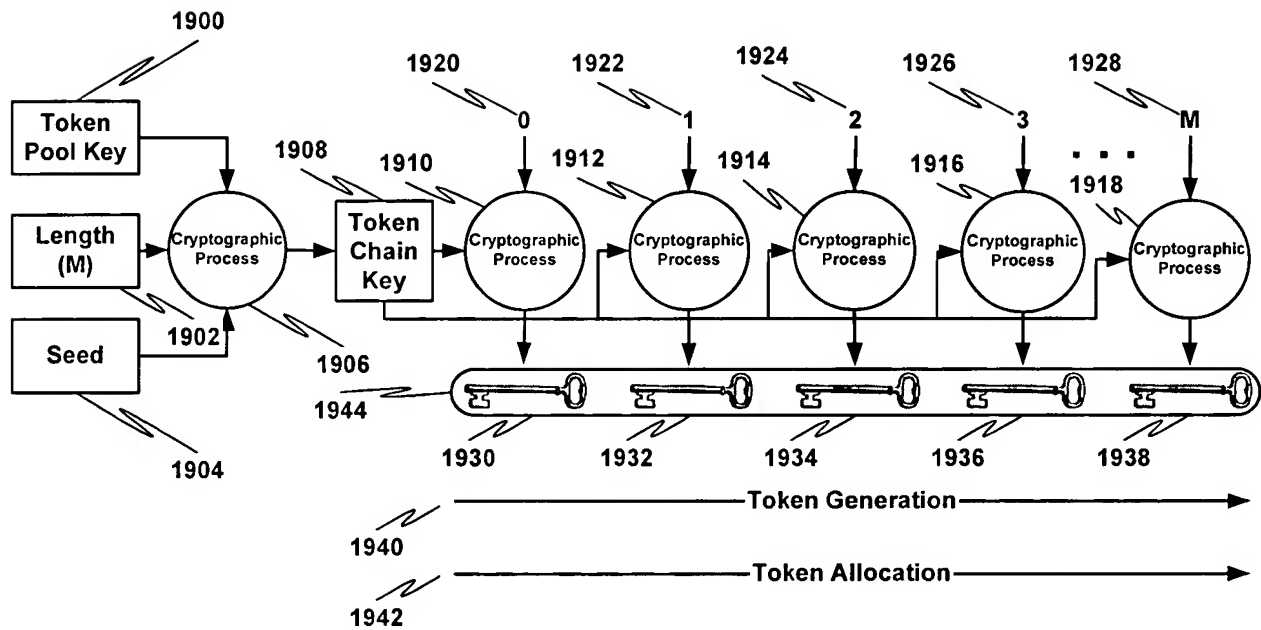 1900
1920
1922
1924
1926
1928
Token
Pool Key
0
1
2
3
M
1908
1910
1912
1914
1916
1918
. . . .
Length
(M)
Cryptographic
Process
Token
Chain
Key
Cryptographic
Process
Cryptographic
Process
Cryptographic
Process
Cryptographic
Process
Cryptographic
Process
1902
Seed
1906
1944
1904
1930
1932
1934
1936
1938
Token Generation
1940
Token Allocation
1942